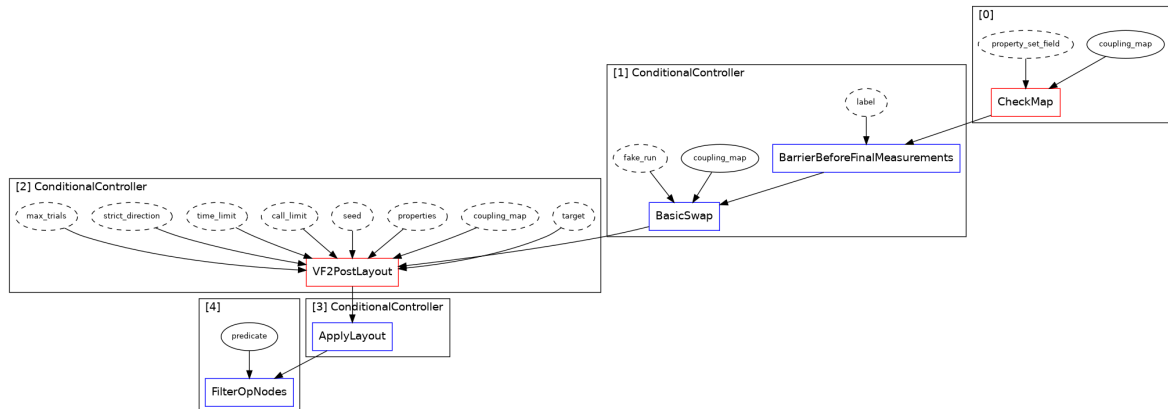 [0]
property_set_field
coupling_map
CheckMap
[1] ConditionalController
label
BarrierBeforeFinalMeasurements
fake_run
coupling_map
BasicSwap
[2] ConditionalController
max_trials
strict_direction
time_limit
call_limit
seed
properties
coupling_map
target
VF2PostLayout
[3] ConditionalController
ApplyLayout
[4]
predicate
FilterOpNodes